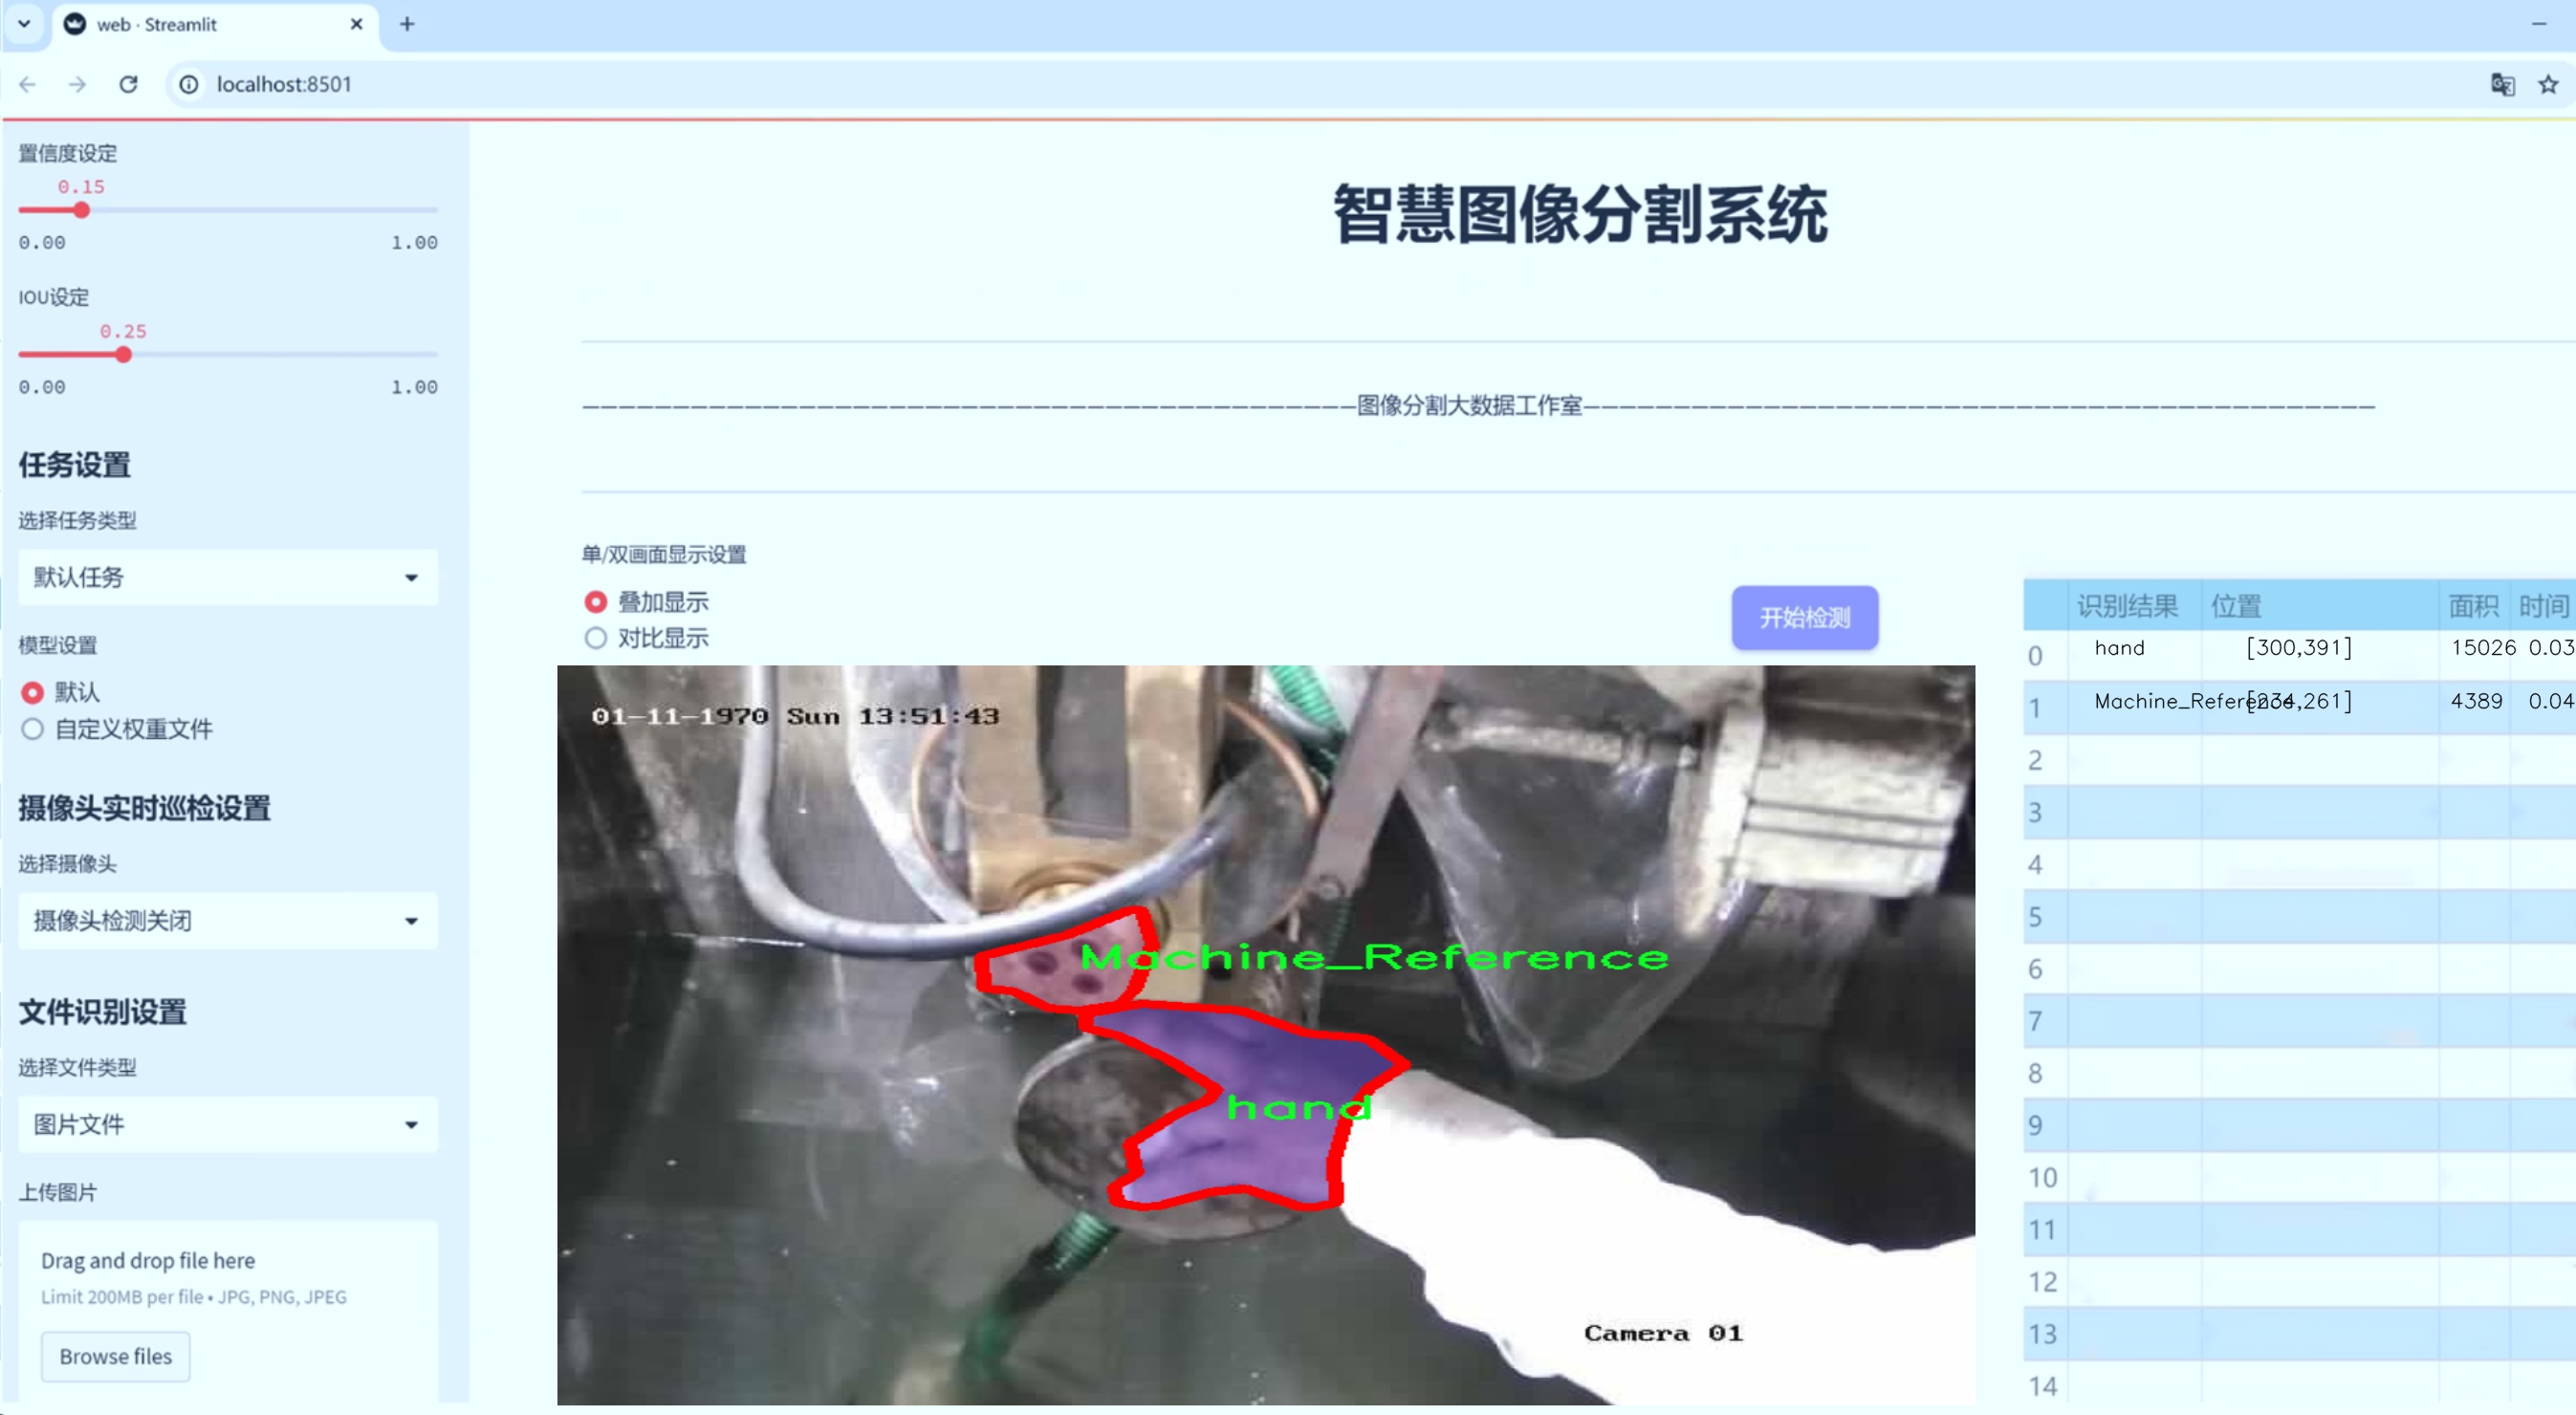 web · Streamlit
localhost:8501
置信度设定
0.15
0.00 1.00
IOU设定
0.25
0.00 1.00
任务设置
选择任务类型
默认任务
模型设置
默认
自定义权重文件
摄像头实时巡检设置
选择摄像头
摄像头检测关闭
文件识别设置
选择文件类型
图片文件
上传图片
Drag and drop file here
Limit 200MB per file • JPG, PNG, JPEG
Browse files
智慧图像分割系统
图像分割大数据工作室
单/双画面显示设置
叠加显示
对比显示
开始检测
01-11-1970 Sun 13:51:43
Machine_Reference
hand
Camera 01
识别结果 位置 面积 时间
0 hand [300,391] 15026 0.03
1 Machine_Reference [234,261] 4389 0.04
2
3
4
5
6
7
8
9
10
11
12
13
14